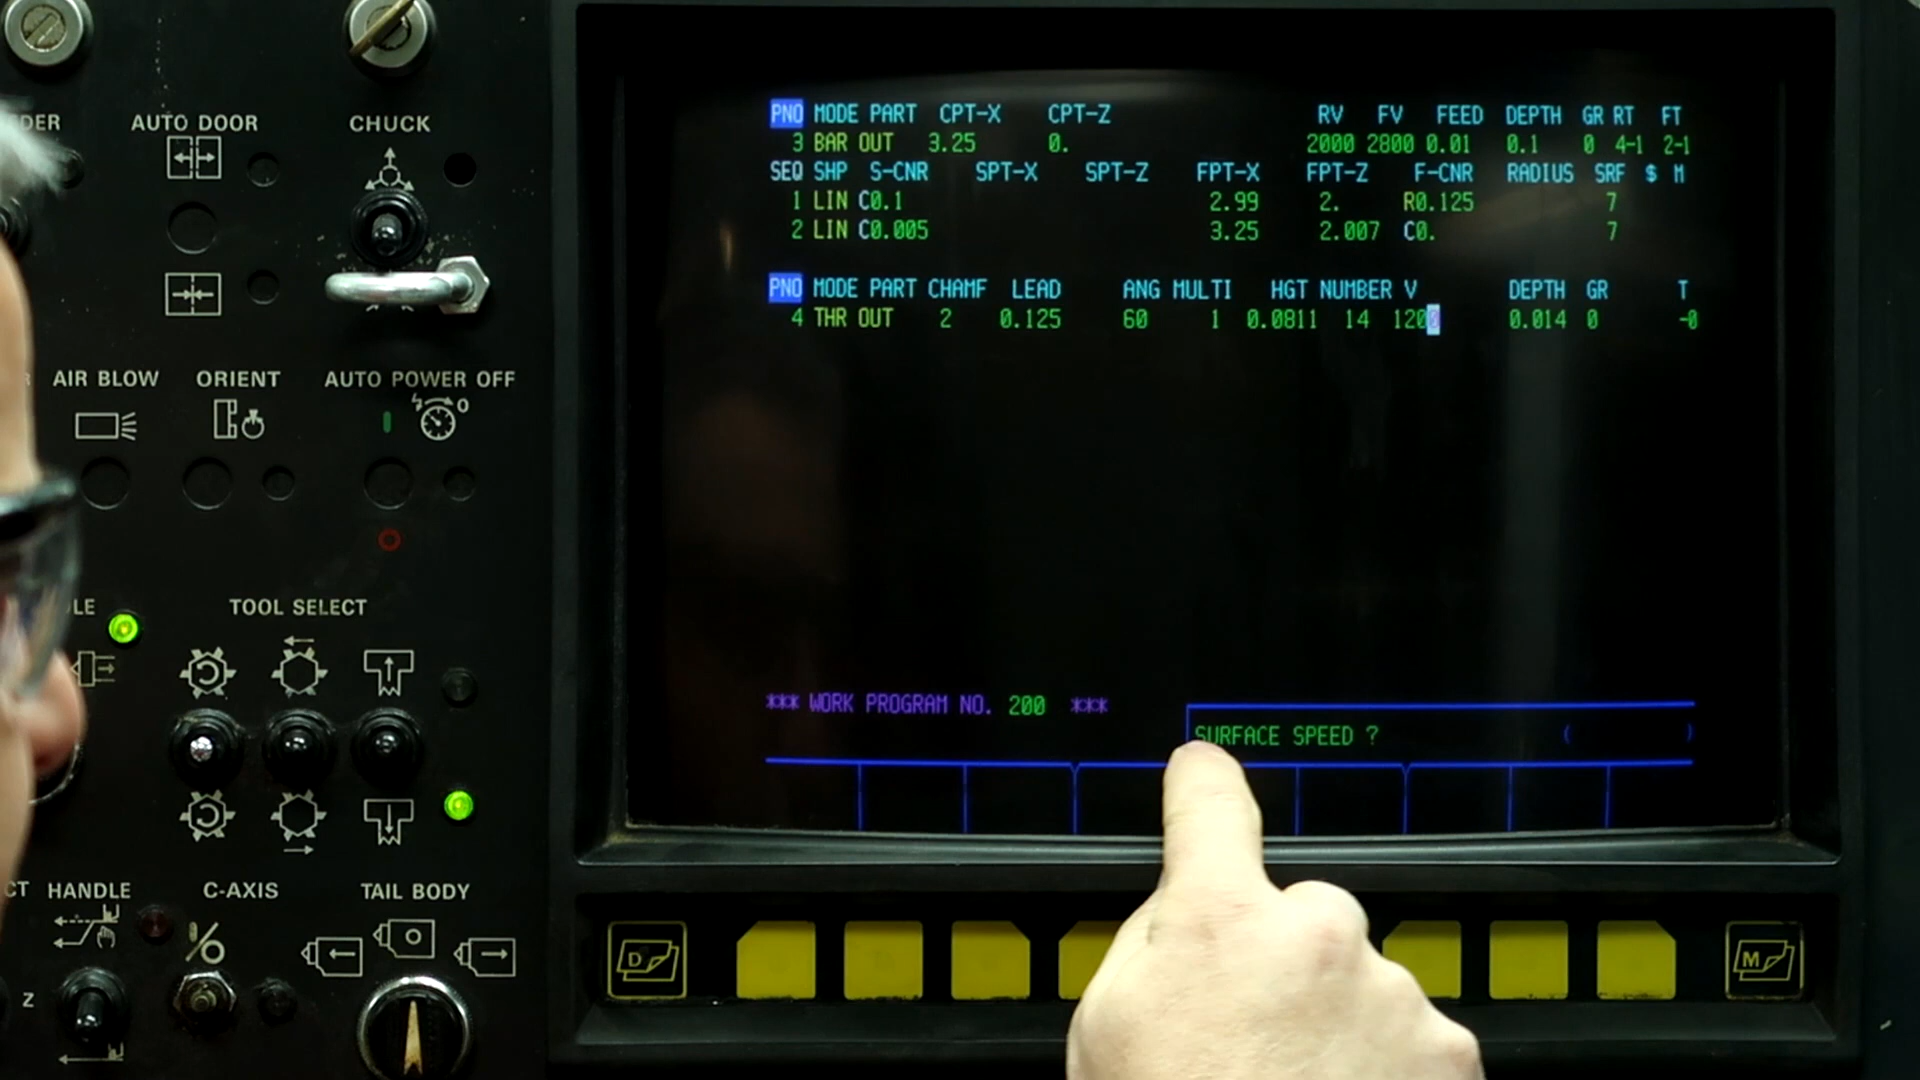 DER AUTO DOOR CHUCK
AIR BLOW ORIENT AUTO POWER OFF
O
LE TOOL SELECT
CT HANDLE C-AXIS TAIL BODY
Z
PNO MODE PART CPT-X CPT-Z RV FV FEED DEPTH GR RT FT
3 BAR OUT 3.25 0. 2000 2800 0.01 0.1 0 4-1 2-1
SEQ SHP S-CNR SPT-X SPT-Z FPT-X FPT-Z F-CNR RADIUS SRF $ M
1 LIN C0.1 2.99 2. R0.125 7
2 LIN C0.005 3.25 2.007 C0. 7
PNO MODE PART CHAMF LEAD ANG MULTI HGT NUMBER V DEPTH GR T
4 THR OUT 2 0.125 60 1 0.0811 14 1200 0.014 0 -0
*** WORK PROGRAM NO. 200 ***
SURFACE SPEED ? ( )
D M